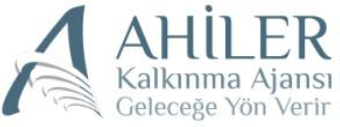 AHİLER
Kalkınma Ajansı
Geleceğe Yön Verir